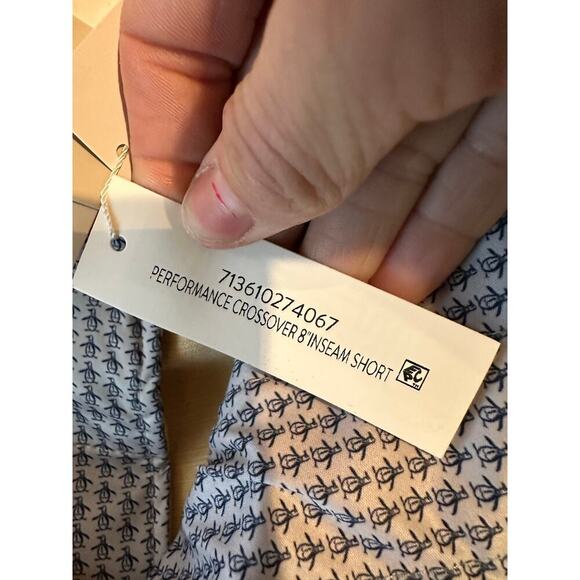 713610274067
PERFORMANCE CROSSOVER 8"INSEAM SHORT